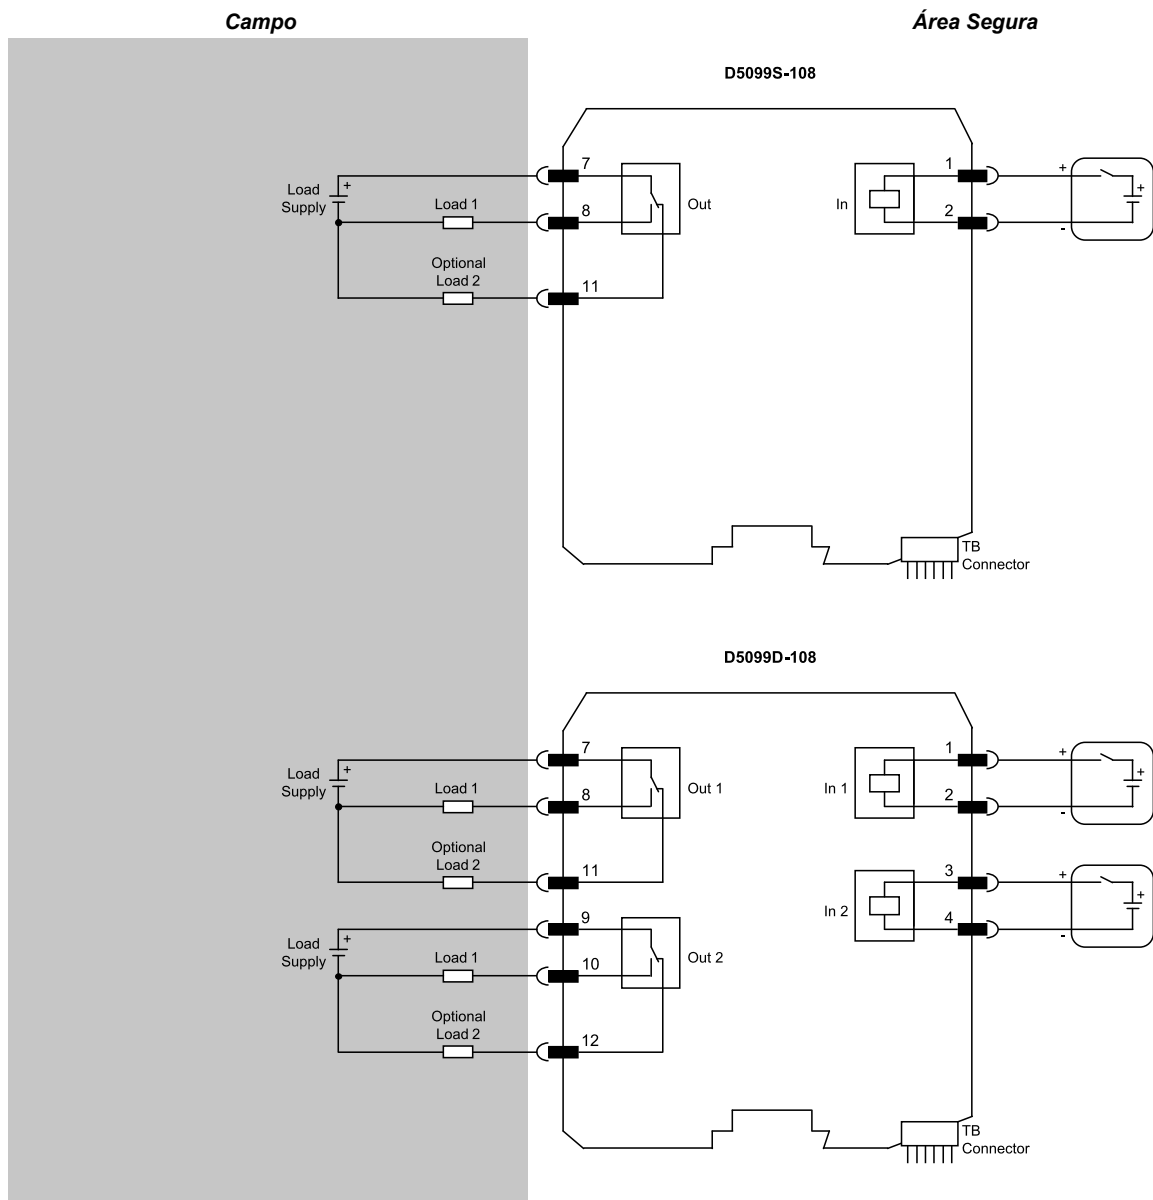 Campo
Área Segura
D5099S-108
7
1
+
+
Load
Supply
+
Load 1
8
Out
In
2
-
Optional
Load 2
11
TB
Connector
D5099D-108
7
1
+
+
Load
Supply
+
Load 1
8
Out 1
In 1
2
-
Optional
Load 2
11
3
+
+
In 2
4
-
9
Load
Supply
+
Load 1
10
Out 2
Optional
Load 2
12
TB
Connector